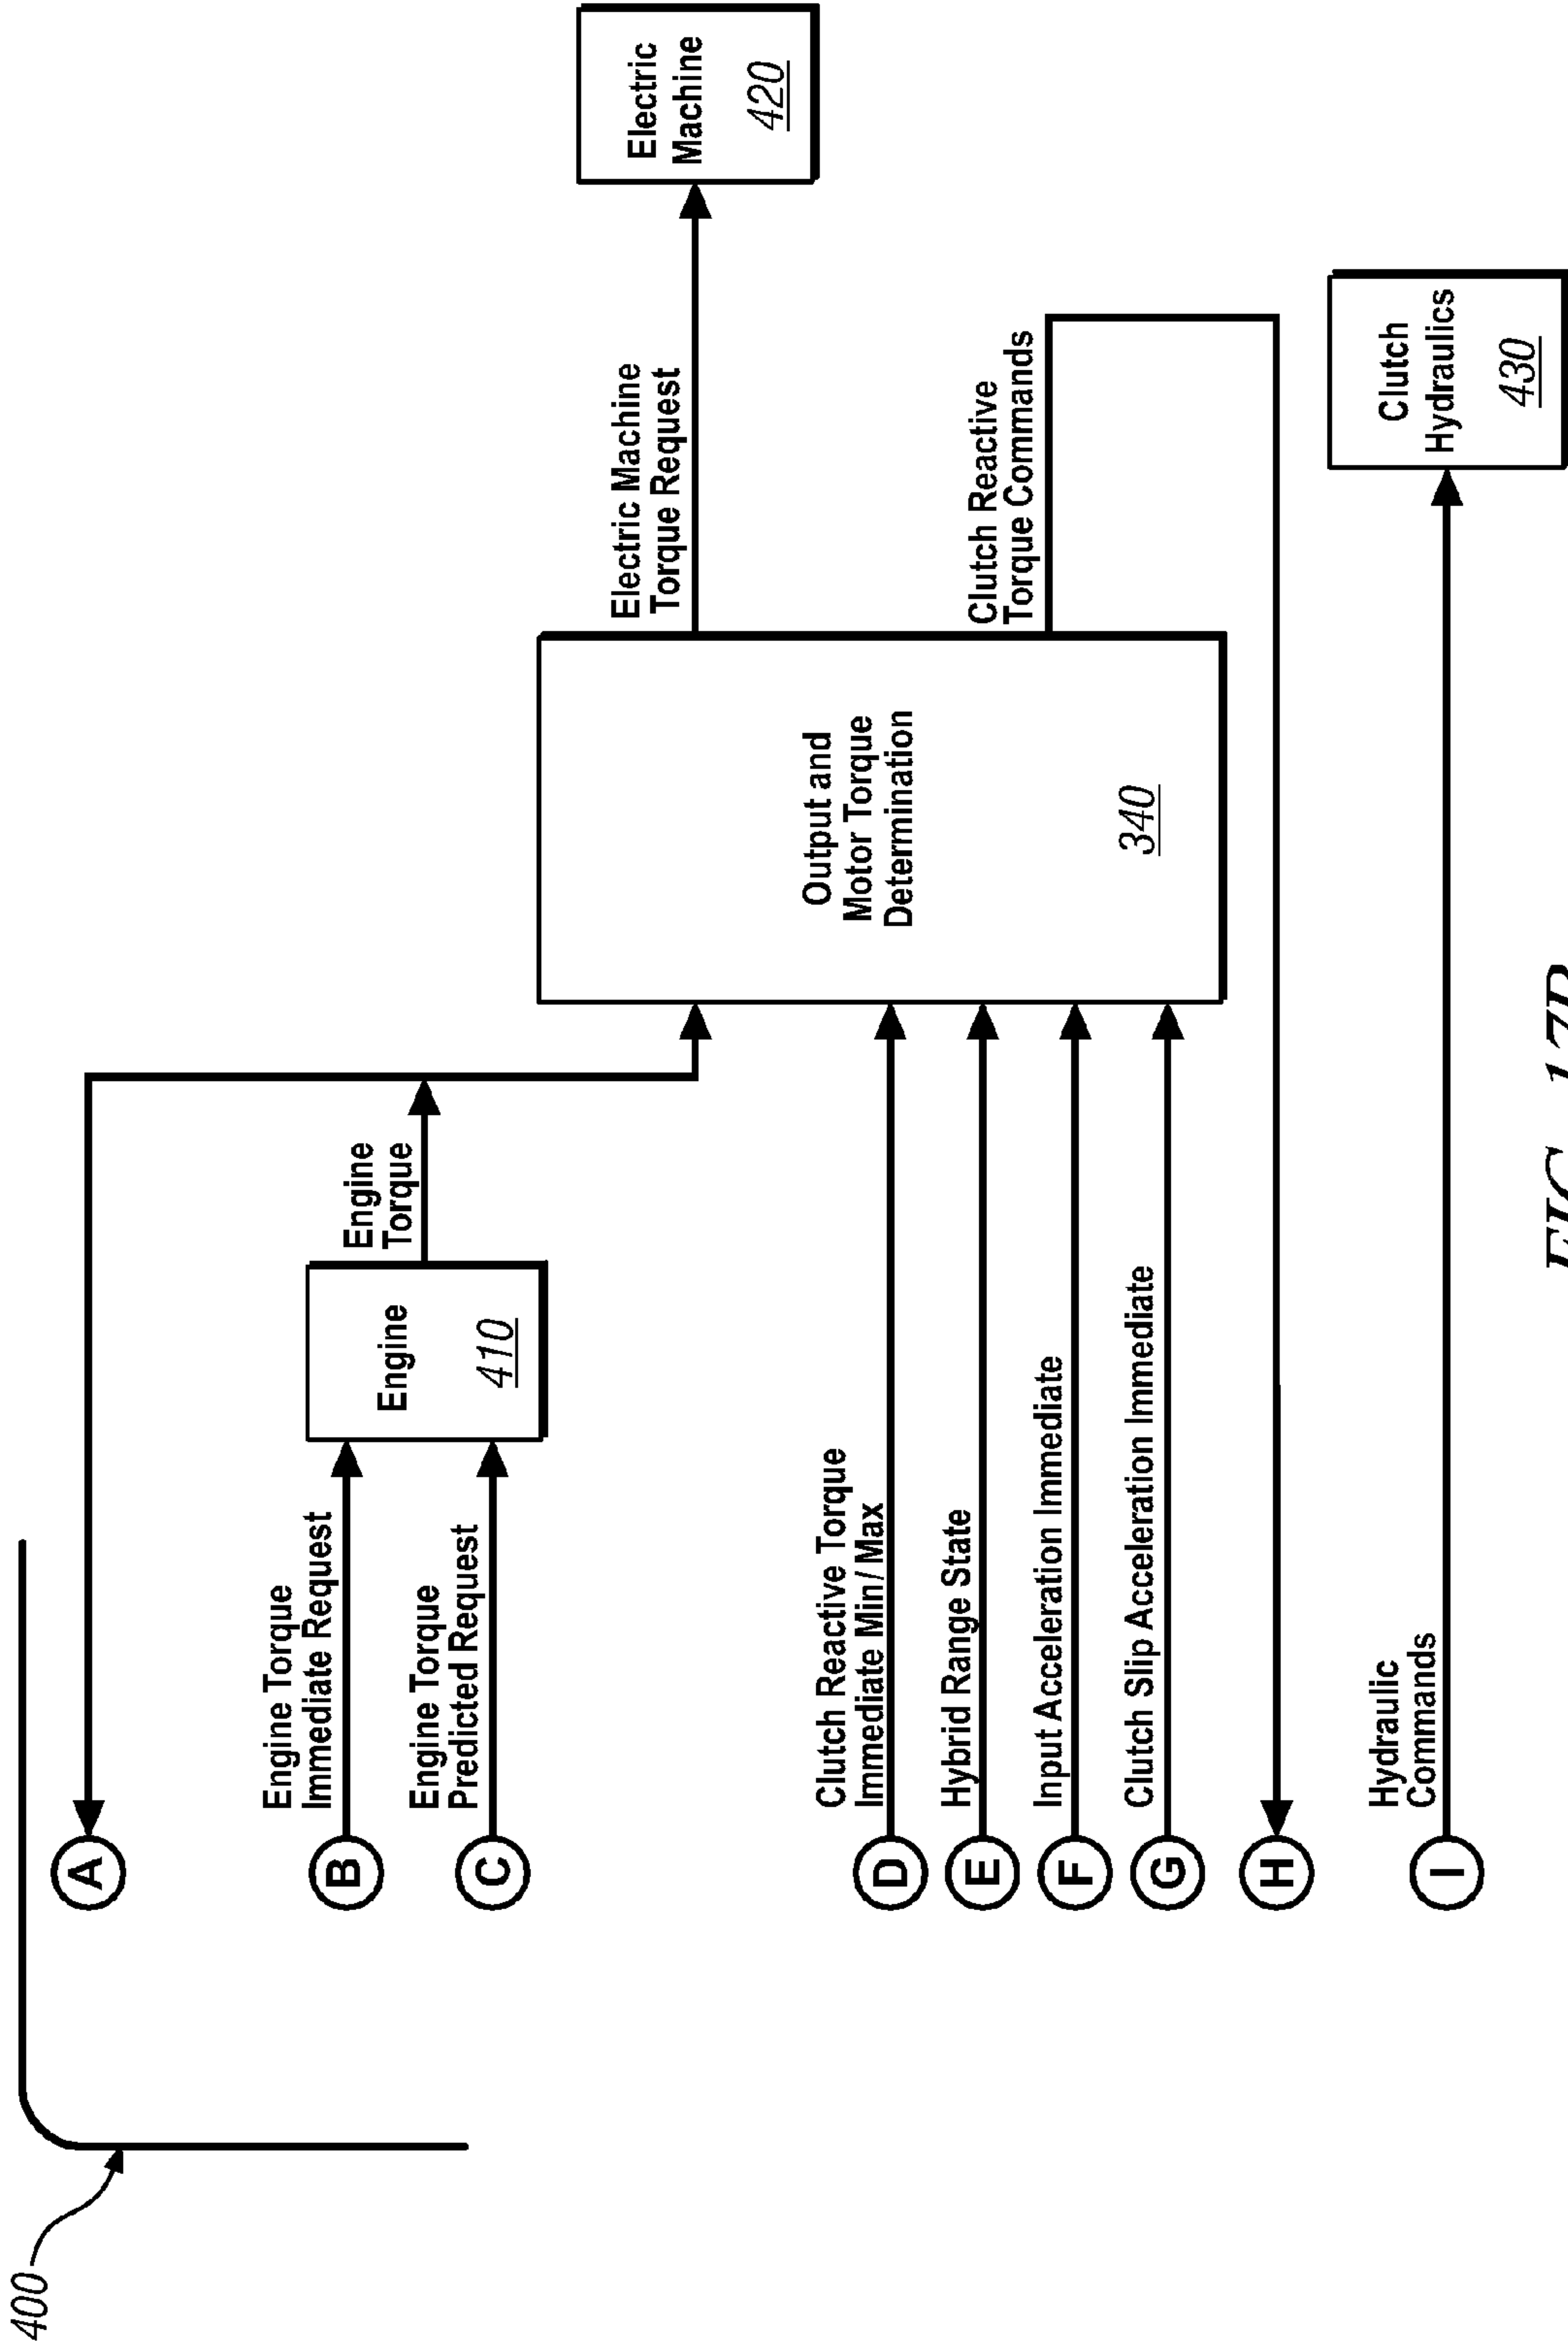 400
A
B
Engine Torque
Immediate Request
C
Engine Torque
Predicted Request
Engine
410
Engine
Torque
D
Clutch Reactive Torque
Immediate Min / Max
E
Hybrid Range State
F
Input Acceleration Immediate
G
Clutch Slip Acceleration Immediate
H
Output and
Motor Torque
Determination
340
Electric Machine
Torque Request
Electric
Machine
420
Clutch Reactive
Torque Commands
I
Hydraulic
Commands
Clutch
Hydraulics
430